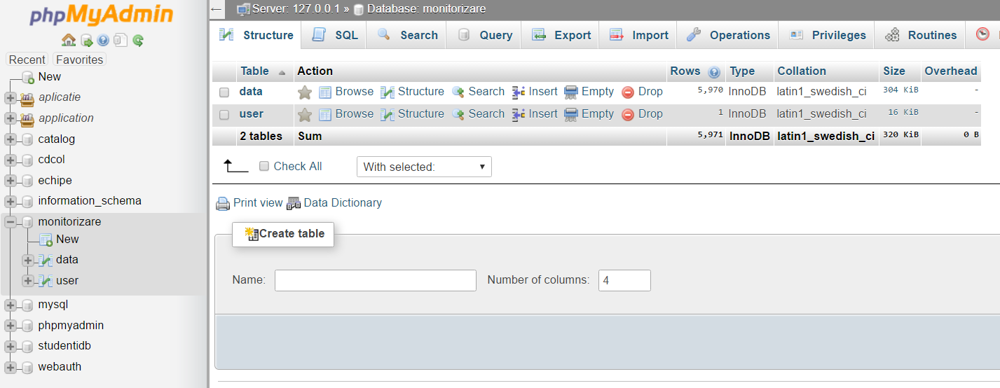 phpMyAdmin
Recent Favorites
New
aplicatie
application
catalog
cdcol
echipe
information_schema
monitorizare
New
data
user
mysql
phpmyadmin
studentidb
webauth
← Server: 127.0.0.1 » Database: monitorizare
Structure SQL Search Query Export Import Operations Privileges Routines
Table Action Rows Type Collation Size Overhead
data Browse Structure Search Insert Empty Drop 5,970 InnoDB latin1_swedish_ci 304 KiB -
user Browse Structure Search Insert Empty Drop 1 InnoDB latin1_swedish_ci 16 KiB -
2 tables Sum 5,971 InnoDB latin1_swedish_ci 320 KiB 0 B
Check All With selected:
Print view Data Dictionary
Create table
Name: Number of columns: 4